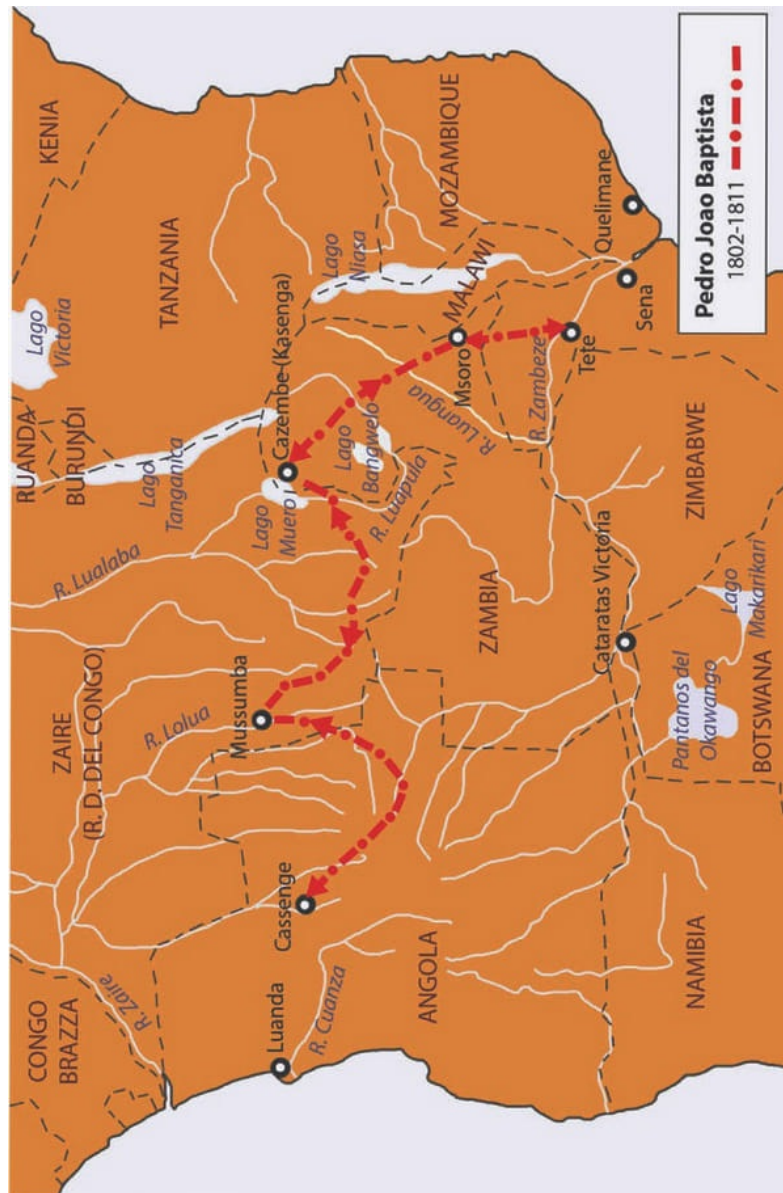 KENIA
Lago
Victoria
RUANDA
BURUNDI
TANZANIA
Lago
Tanganica
CONGO
BRAZZA
R. Zaire
ZAIRE
(R. D. DEL CONGO)
R. Lualaba
R. Lolua
Mussumba
Lago
Muero
Cazembe (Kasenga)
Lago
Bangwelo
R. Luapula
Lago
Niasa
MALAWI
MOZAMBIQUE
Luanda
Cassenge
R. Cuanza
ANGOLA
ZAMBIA
R. Luangua
Msoro
R. Zambeze
Tete
Sena
Quelimane
Cataratas Victoria
ZIMBABWE
NAMIBIA
Pantanos del
Okawango
Lago
Makarikari
BOTSWANA
Pedro Joao Baptista
1802-1811